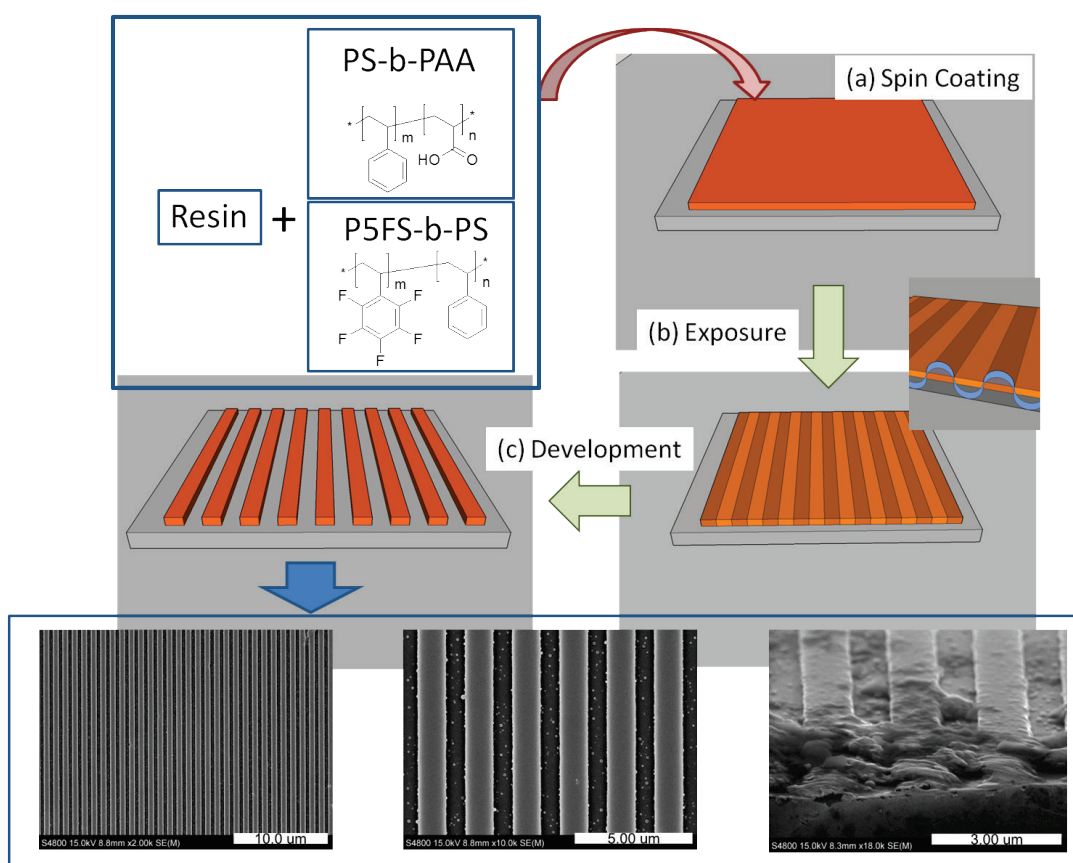 PS-b-PAA
*
m
n
*
HO
O
Resin +
P5FS-b-PS
*
m
n
*
F
F
F
F
F
(a) Spin Coating
(b) Exposure
(c) Development
S4800 15.0kV 8.8mm x2.00k SE(M)
10.0 um
S4800 15.0kV 8.8mm x10.0k SE(M)
5.00 um
S4800 15.0kV 8.3mm x18.0k SE(M)
3.00 um